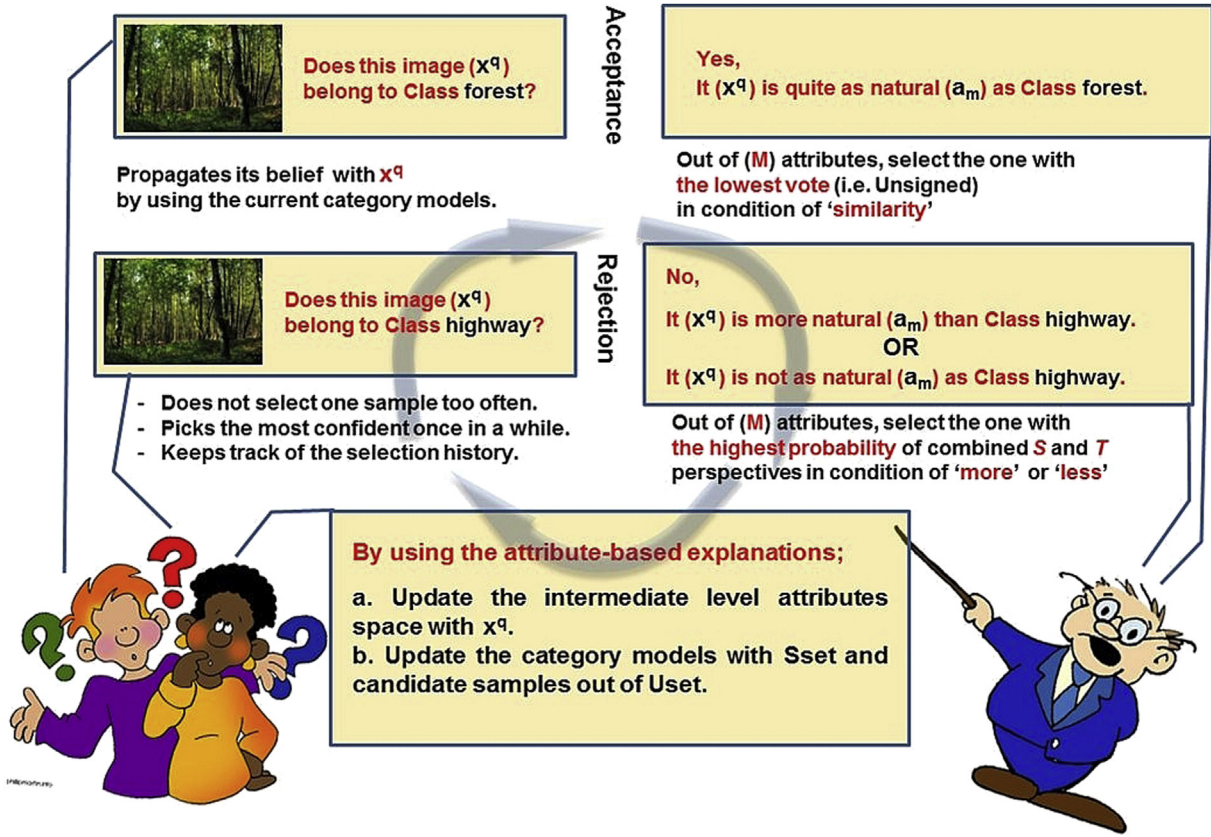 Does this image (x^q)
belong to Class forest?
Propagates its belief with x^q
by using the current category models.
Acceptance
Yes,
It (x^q) is quite as natural (a_m) as Class forest.
Out of (M) attributes, select the one with
the lowest vote (i.e. Unsigned)
in condition of ‘similarity’
Does this image (x^q)
belong to Class highway?
- Does not select one sample too often.
- Picks the most confident once in a while.
- Keeps track of the selection history.
Rejection
No,
It (x^q) is more natural (a_m) than Class highway.
OR
It (x^q) is not as natural (a_m) as Class highway.
Out of (M) attributes, select the one with
the highest probability of combined S and T
perspectives in condition of ‘more’ or ‘less’
By using the attribute-based explanations;
a. Update the intermediate level attributes
space with x^q.
b. Update the category models with Sset and
candidate samples out of Uset.
? ? ?